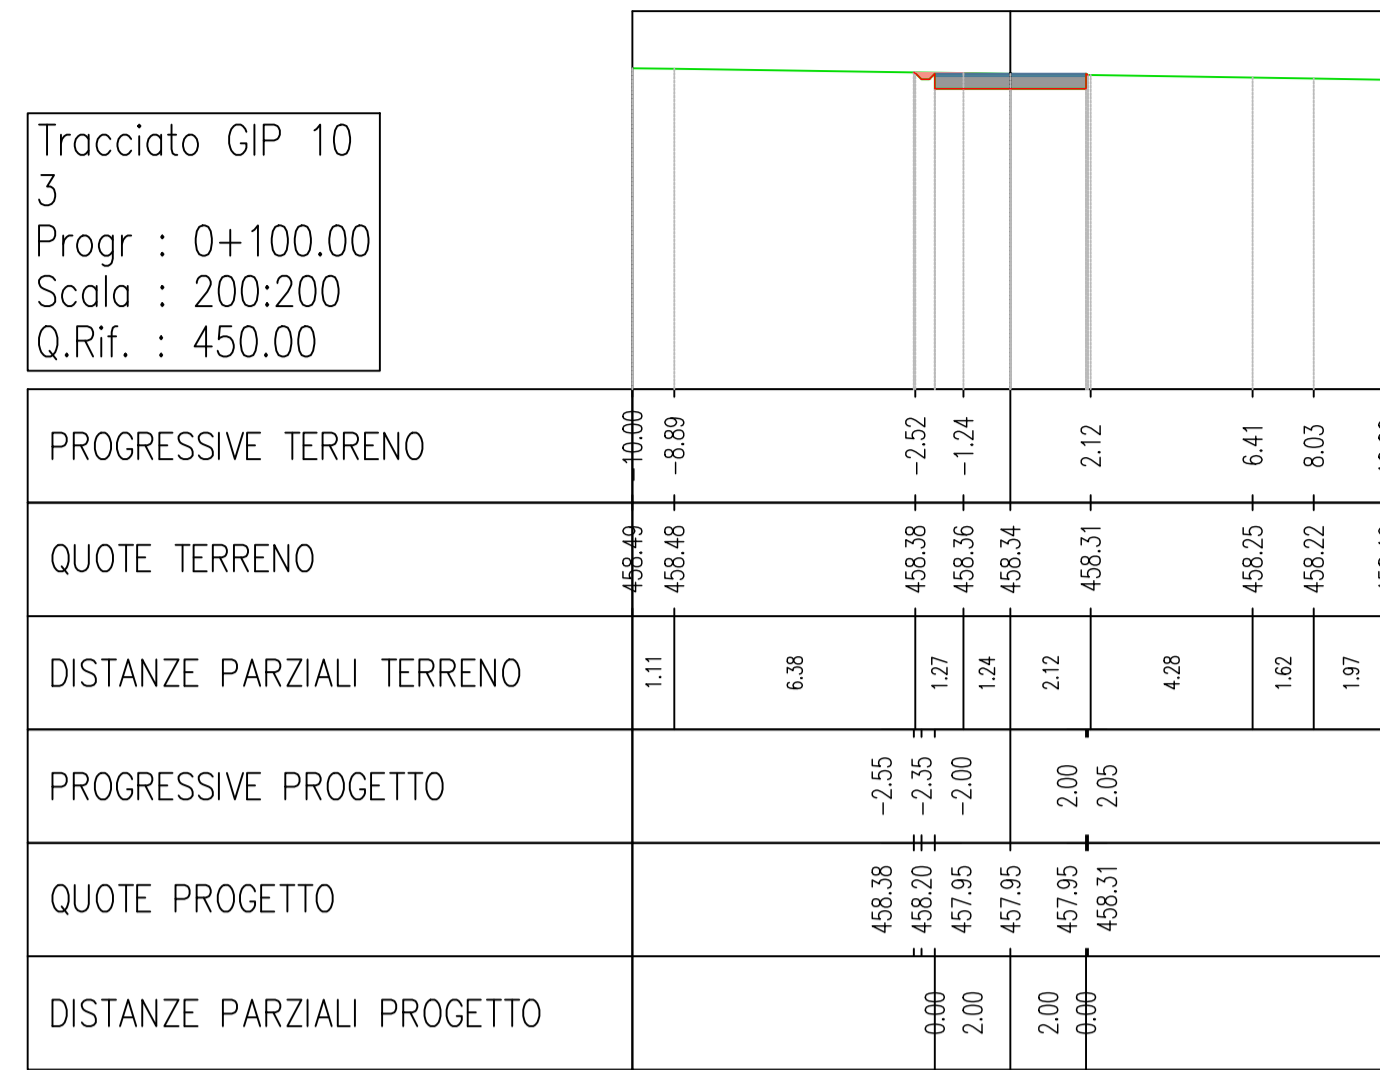 Tracciato GIP 10
3
Progr : 0+100.00
Scala : 200:200
Q.Rif. : 450.00
PROGRESSIVE TERRENO
-10.00 -8.89 -2.52 -1.24 2.12 6.41 8.03
QUOTE TERRENO
458.49 458.48 458.38 458.36 458.34 458.31 458.25 458.22
DISTANZE PARZIALI TERRENO
1.11 6.38 1.27 1.24 2.12 4.28 1.62 1.97
PROGRESSIVE PROGETTO
-2.55 -2.35 -2.00 2.00 2.05
QUOTE PROGETTO
458.38 458.20 457.95 457.95 457.95 458.31
DISTANZE PARZIALI PROGETTO
0.00 2.00 2.00 0.00